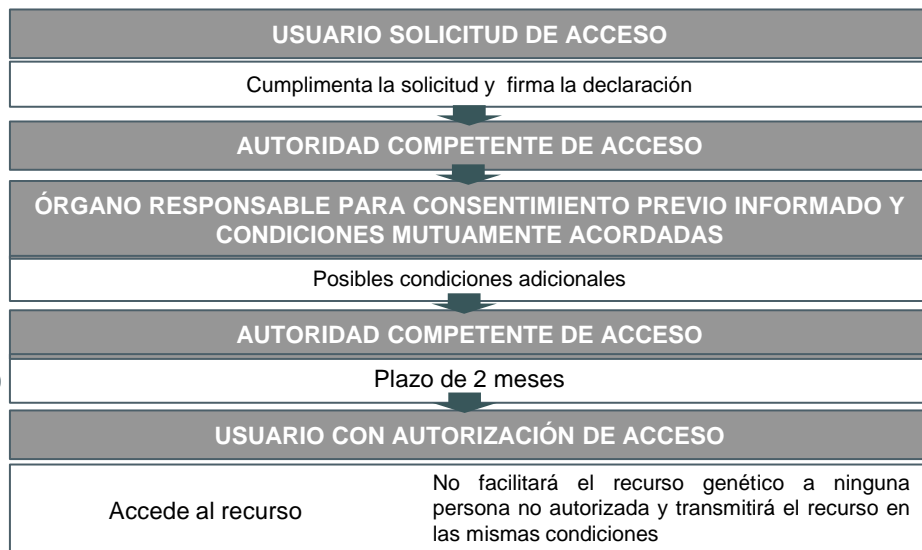 USUARIO SOLICITUD DE ACCESO
Cumplimenta la solicitud y firma la declaración
AUTORIDAD COMPETENTE DE ACCESO
ÓRGANO RESPONSABLE PARA CONSENTIMIENTO PREVIO INFORMADO Y
CONDICIONES MUTUAMENTE ACORDADAS
Posibles condiciones adicionales
AUTORIDAD COMPETENTE DE ACCESO
Plazo de 2 meses
USUARIO CON AUTORIZACIÓN DE ACCESO
Accede al recurso
No facilitará el recurso genético a ninguna
persona no autorizada y transmitirá el recurso en
las mismas condiciones